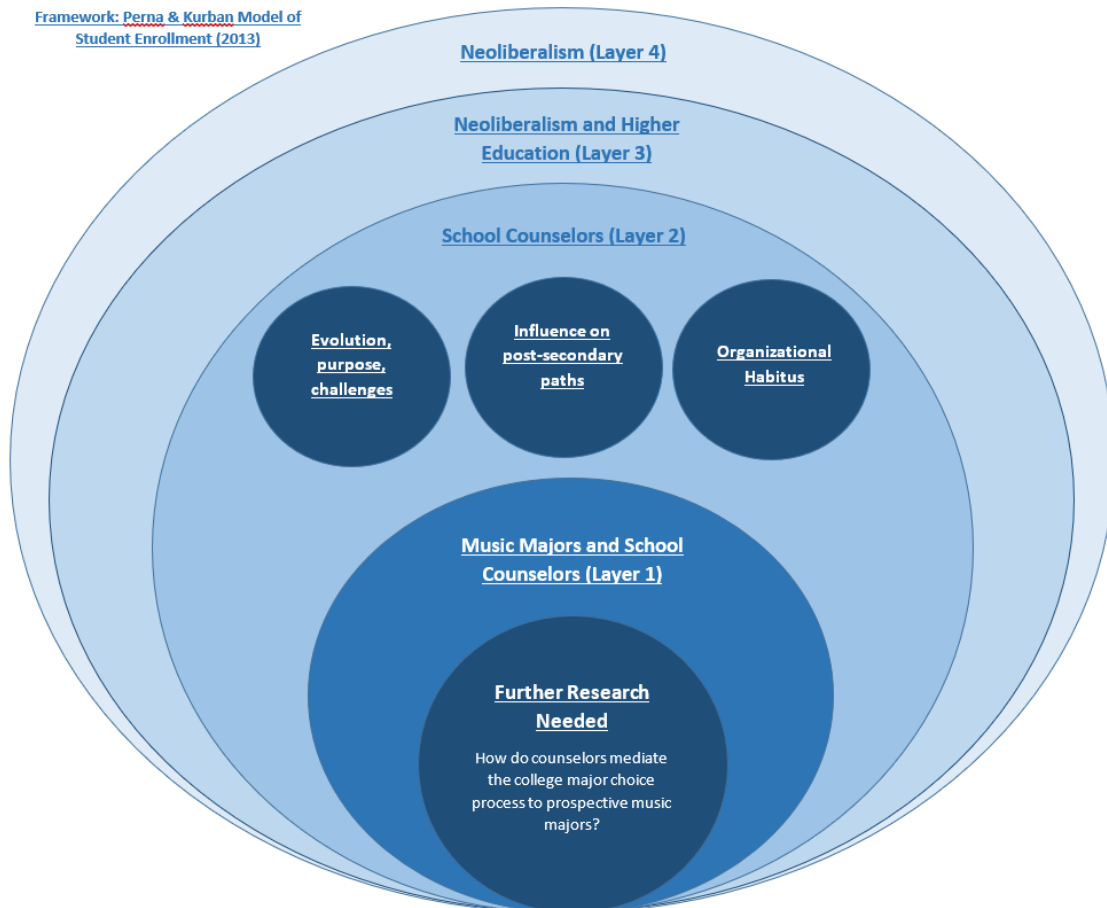 Framework: Perna & Kurban Model of
Student Enrollment (2013)
Neoliberalism (Layer 4)
Neoliberalism and Higher
Education (Layer 3)
School Counselors (Layer 2)
Evolution,
purpose,
challenges
Influence on
post-secondary
paths
Organizational
Habitus
Music Majors and School
Counselors (Layer 1)
Further Research
Needed
How do counselors mediate
the college major choice
process to prospective music
majors?